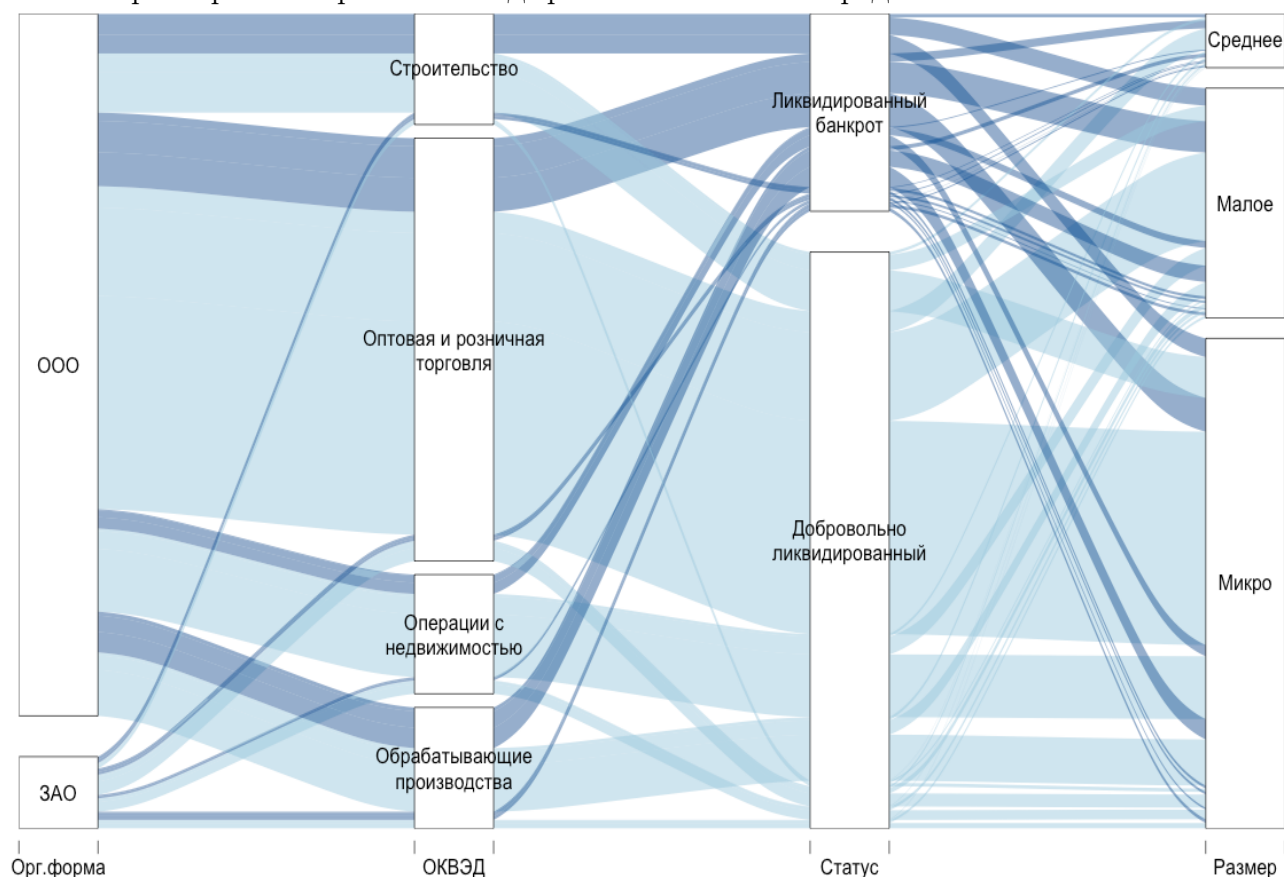 Строительство
Среднее
Ликвидированный
банкрот
Малое
Оптовая и розничная
торговля
ООО
Добровольно
ликвидированный
Микро
Операции с
недвижимостью
Обрабатывающие
производства
ЗАО
Орг.форма
ОКВЭД
Статус
Размер